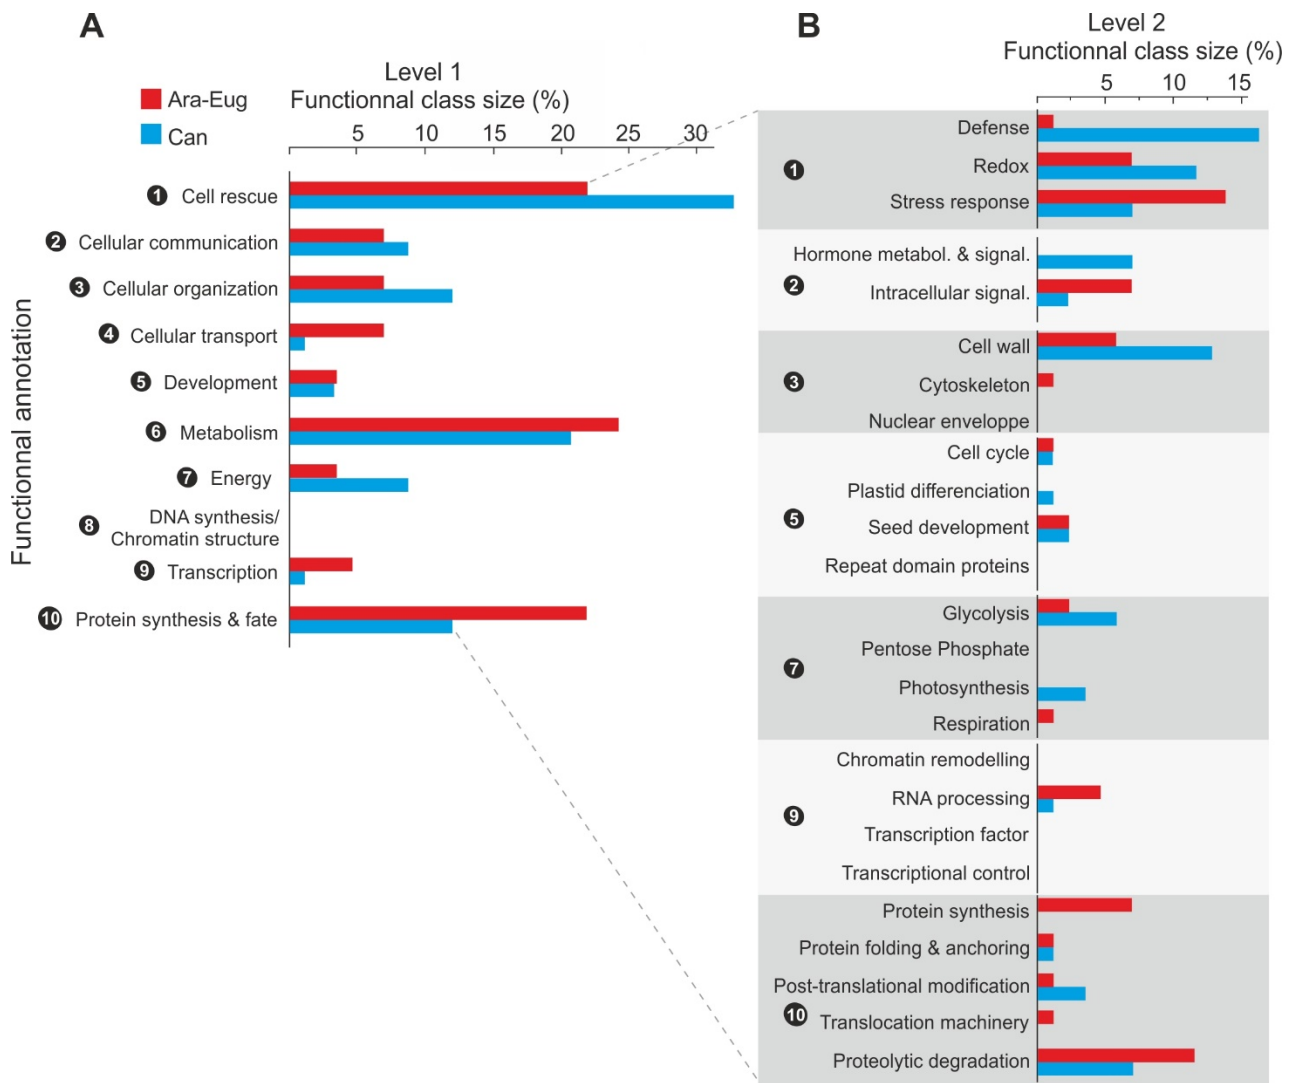 A
Level 1
Functionnal class size (%)
Ara-Eug
Can
5 10 15 20 25 30
Functionnal annotation
1 Cell rescue
2 Cellular communication
3 Cellular organization
4 Cellular transport
5 Development
6 Metabolism
7 Energy
8 DNA synthesis/
Chromatin structure
9 Transcription
10 Protein synthesis & fate
B
Level 2
Functionnal class size (%)
5 10 15
1
Defense
Redox
Stress response
2
Hormone metabol. & signal.
Intracellular signal.
3
Cell wall
Cytoskeleton
Nuclear enveloppe
5
Cell cycle
Plastid differenciation
Seed development
Repeat domain proteins
7
Glycolysis
Pentose Phosphate
Photosynthesis
Respiration
9
Chromatin remodelling
RNA processing
Transcription factor
Transcriptional control
10
Protein synthesis
Protein folding & anchoring
Post-translational modification
Translocation machinery
Proteolytic degradation